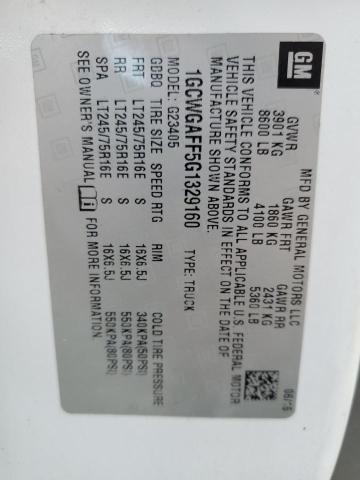 GM
MFD BY GENERAL MOTORS LLC 08/16
GVWR GAWR FRT GAWR RR
3901 KG 1860 KG 2431 KG
8600 LB 4100 LB 5360 LB
THIS VEHICLE CONFORMS TO ALL APPLICABLE U.S. FEDERAL MOTOR
VEHICLE SAFETY STANDARDS IN EFFECT ON THE DATE OF
MANUFACTURE SHOWN ABOVE.
1GCWGAFF5G1329160 TYPE: TRUCK
MODEL: G23405
GDBQ TIRE SIZE SPEED RTG RIM COLD TIRE PRESSURE
FRT LT245/75R16E S 16X6.5J 340KPA(50PSI)
RR LT245/75R16E S 16X6.5J 550KPA(80PSI)
SPA LT245/75R16E S 16X6.5J 550KPA(80PSI)
SEE OWNER'S MANUAL FOR MORE INFORMATION.